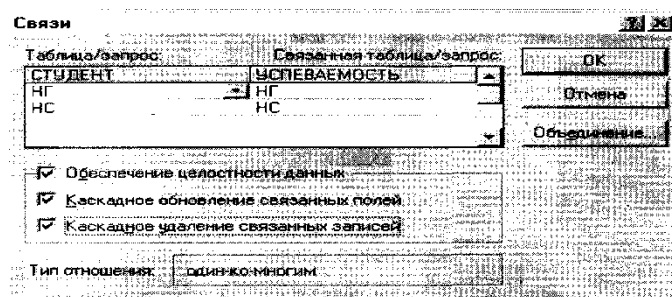 Связи
Таблица/запрос: Связанная таблица/запрос:
СТУДЕНТ УСПЕВАЕМОСТЬ
НГ НГ
НС НС
ОК
Отмена
Объединение...
Обеспечение целостности данных
Каскадное обновление связанных полей
Каскадное удаление связанных записей
Тип отношения: один-ко-многим